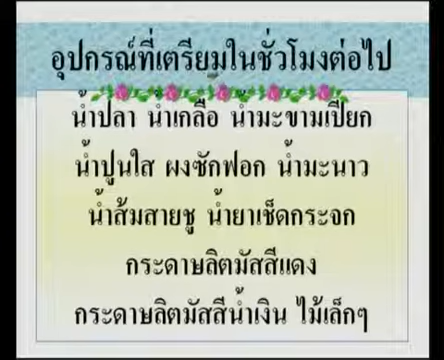 อุปกรณ์ที่เตรียมในชั่วโมงต่อไป
น้ำปลา น้ำเกลือ น้ำมะขามเปียก
น้ำปูนใส ผงซักฟอก น้ำมะนาว
น้ำส้มสายชู น้ำยาเช็ดกระจก
กระดาษลิตมัสสีแดง
กระดาษลิตมัสสีน้ำเงิน ไม้เล็กๆ